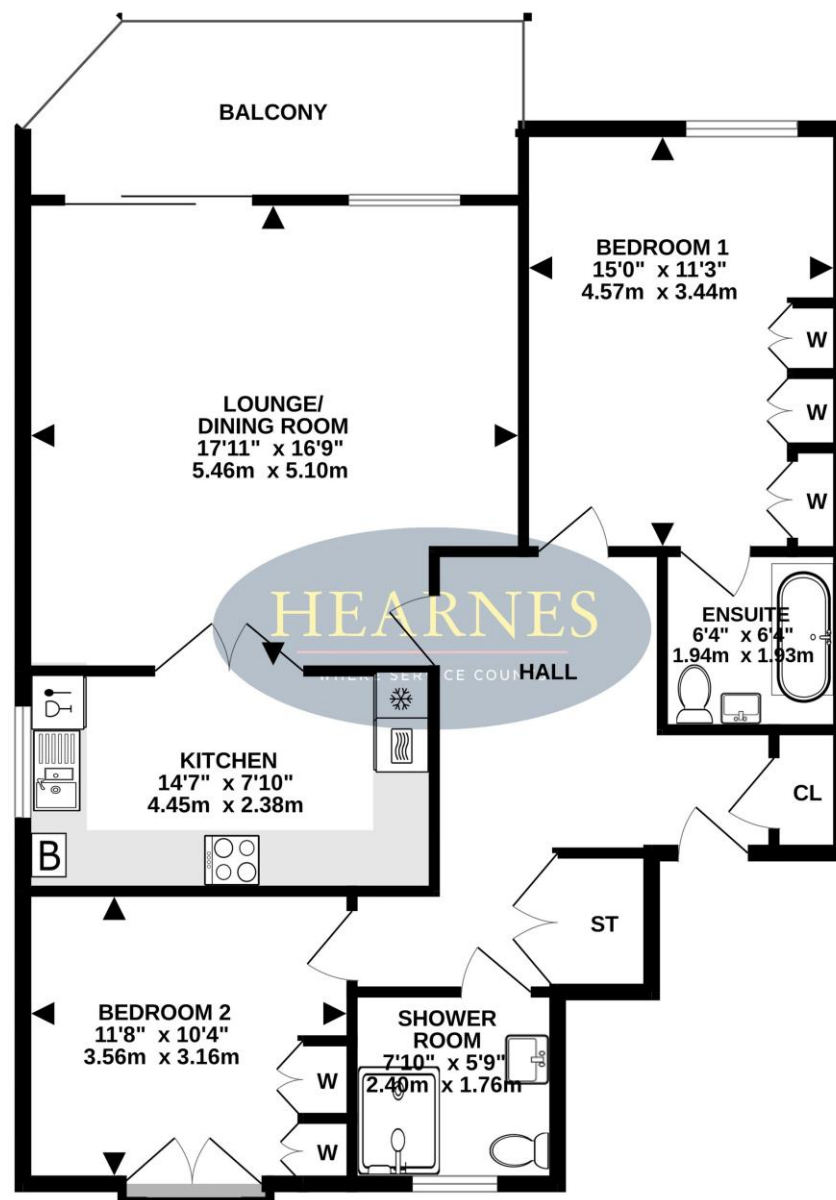 BALCONY
BEDROOM 1
15'0" x 11'3"
4.57m x 3.44m
W
W
W
LOUNGE/
DINING ROOM
17'11" x 16'9"
5.46m x 5.10m
HEARNES
ENSUITE
6'4" x 6'4"
1.94m x 1.93m
HALL
KITCHEN
14'7" x 7'10"
4.45m x 2.38m
B
CL
ST
BEDROOM 2
11'8" x 10'4"
3.56m x 3.16m
W
W
SHOWER
ROOM
7'10" x 5'9"
2.40m x 1.76m